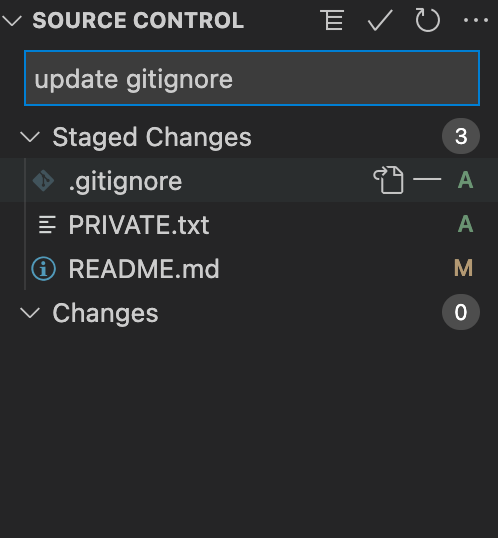 SOURCE CONTROL
update gitignore
Staged Changes 3
.gitignore A
PRIVATE.txt A
README.md M
Changes 0